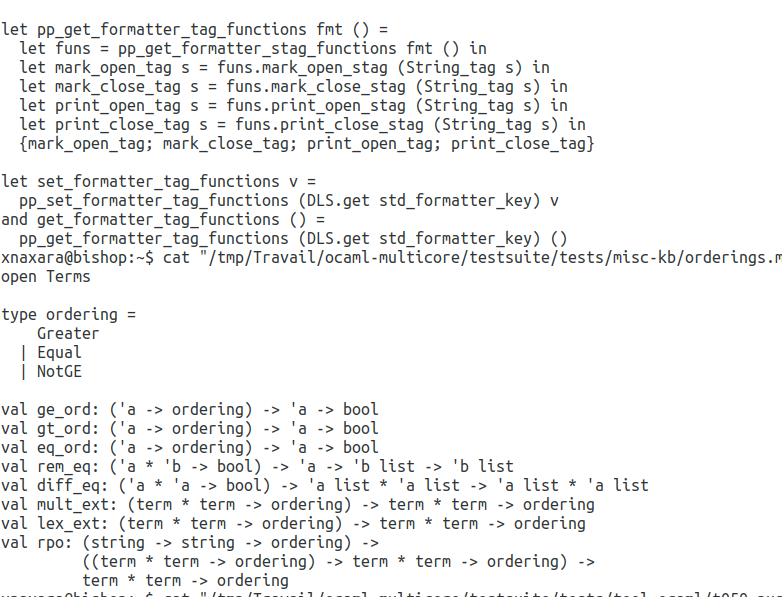 let pp_get_formatter_tag_functions fmt () =
  let funs = pp_get_formatter_stag_functions fmt () in
  let mark_open_tag s = funs.mark_open_stag (String_tag s) in
  let mark_close_tag s = funs.mark_close_stag (String_tag s) in
  let print_open_tag s = funs.print_open_stag (String_tag s) in
  let print_close_tag s = funs.print_close_stag (String_tag s) in
  {mark_open_tag; mark_close_tag; print_open_tag; print_close_tag}

let set_formatter_tag_functions v =
  pp_set_formatter_tag_functions (DLS.get std_formatter_key) v
and get_formatter_tag_functions () =
  pp_get_formatter_tag_functions (DLS.get std_formatter_key) ()
xnaxara@bishop:~$ cat "/tmp/Travail/ocaml-multicore/testsuite/tests/misc-kb/orderings.m
open Terms

type ordering =
    Greater
  | Equal
  | NotGE

val ge_ord: ('a -> ordering) -> 'a -> bool
val gt_ord: ('a -> ordering) -> 'a -> bool
val eq_ord: ('a -> ordering) -> 'a -> bool
val rem_eq: ('a * 'b -> bool) -> 'a -> 'b list -> 'b list
val diff_eq: ('a * 'a -> bool) -> 'a list * 'a list -> 'a list * 'a list
val mult_ext: (term * term -> ordering) -> term * term -> ordering
val lex_ext: (term * term -> ordering) -> term * term -> ordering
val rpo: (string -> string -> ordering) ->
         ((term * term -> ordering) -> term * term -> ordering) ->
         term * term -> ordering